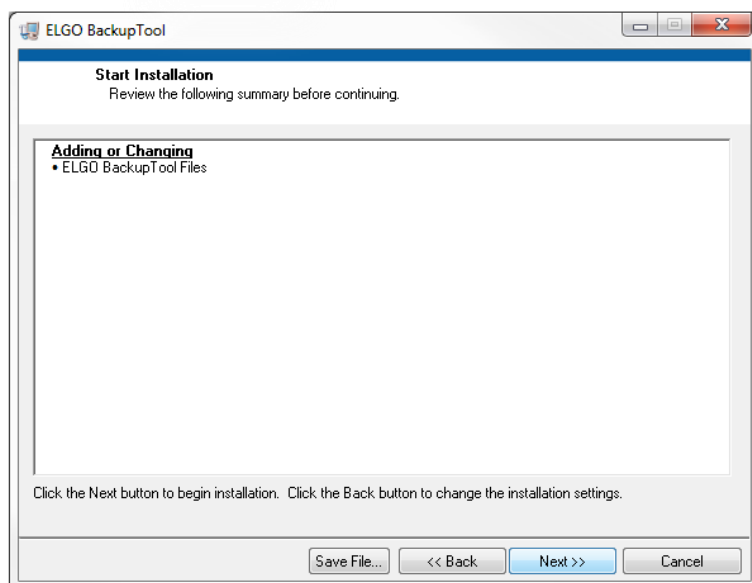 ELGO BackupTool
Start Installation
Review the following summary before continuing.
Adding or Changing
• ELGO BackupTool Files
Click the Next button to begin installation. Click the Back button to change the installation settings.
Save File... << Back Next >> Cancel